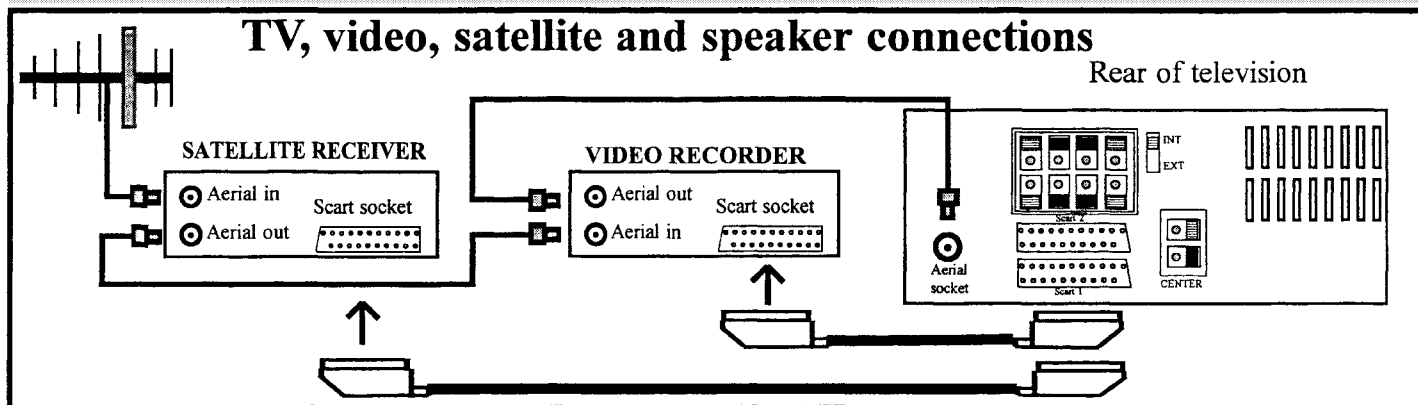 TV, video, satellite and speaker connections
Rear of television
SATELLITE RECEIVER
Aerial in
Aerial out
Scart socket
VIDEO RECORDER
Aerial out
Aerial in
Scart socket
INT
EXT
Scart 2
Scart 1
Aerial
socket
CENTER